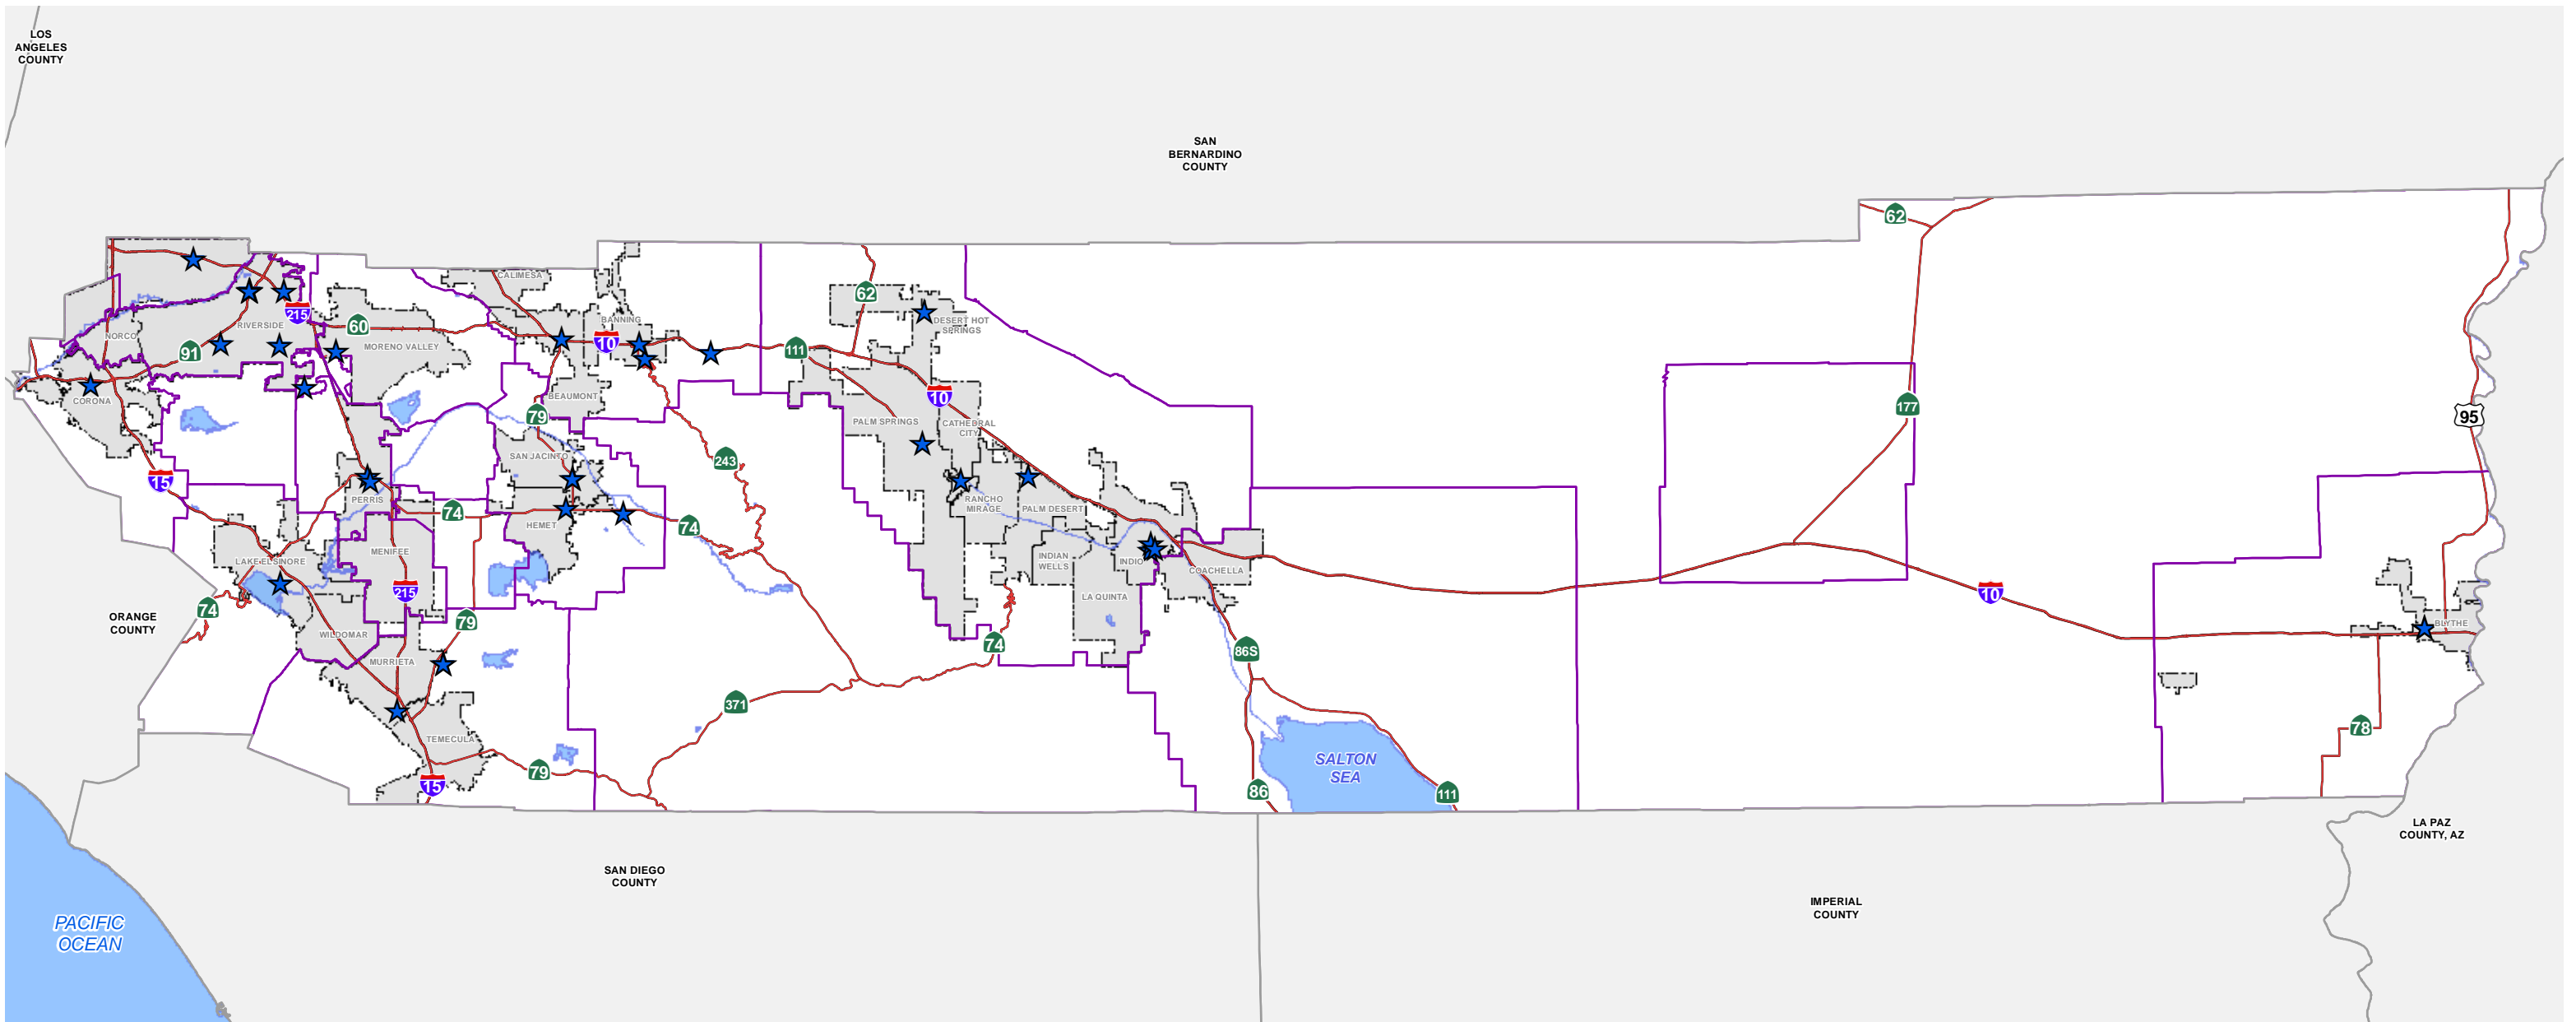 LOS
ANGELES
COUNTY
SAN
BERNARDINO
COUNTY
62
CALIMESA
62
215
RIVERSIDE
60
BANNING
DESERT HOT
SPRINGS
NORCO
91
MORENO VALLEY
10
111
CORONA
BEAUMONT
10
177
79
95
PALM SPRINGS
CATHEDRAL
CITY
SAN JACINTO
243
15
PERRIS
RANCHO
MIRAGE
PALM DESERT
74
HEMET
74
MENIFEE
LAKE ELSINORE
INDIAN
WELLS
INDIO
COACHELLA
215
10
LA QUINTA
74
ORANGE
COUNTY
79
BLYTHE
WILDOMAR
74
86S
MURRIETA
371
78
TEMECULA
SALTON
SEA
79
15
86
111
LA PAZ
COUNTY, AZ
SAN DIEGO
COUNTY
IMPERIAL
COUNTY
PACIFIC
OCEAN